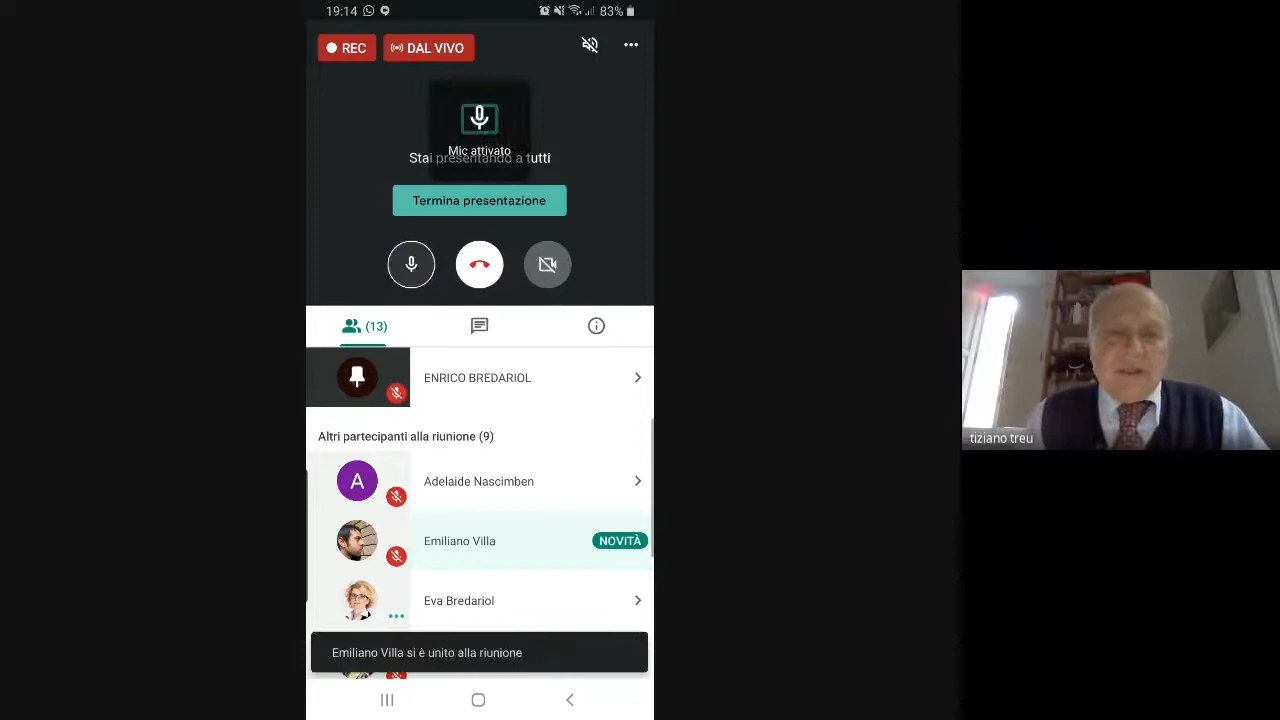 19:14
83%
REC
DAL VIVO
Mic attivato
Stai presentando a tutti
Termina presentazione
(13)
ENRICO BREDARIOL
Altri partecipanti alla riunione (9)
A
Adelaide Nascimben
Emiliano Villa
NOVITÀ
Eva Bredariol
Emiliano Villa si è unito alla riunione
tiziano treu